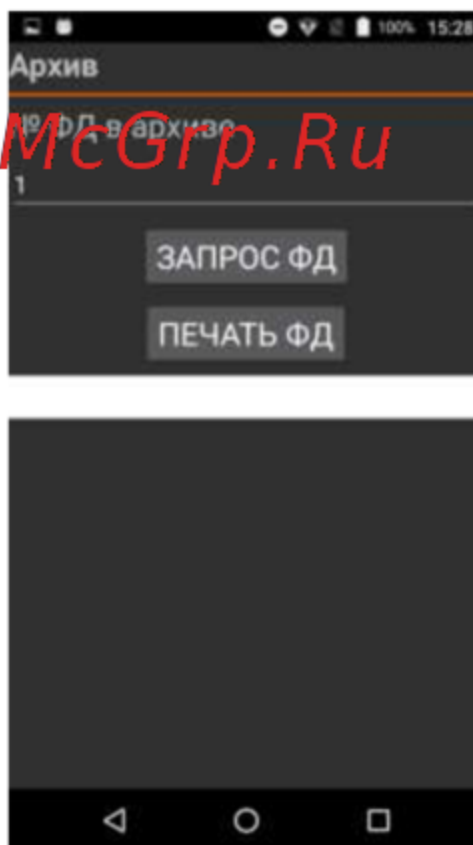 100% 15:28
Архив
№ ФД в архиве
McGrp.Ru
1
ЗАПРОС ФД
ПЕЧАТЬ ФД